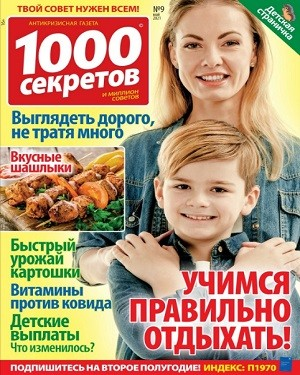 ТВОЙ СОВЕТ НУЖЕН ВСЕМ!
АНТИКРИЗИСНАЯ ГАЗЕТА
№9
МАЙ
2021
1000
секретов
И МИЛЛИОН
СОВЕТОВ
Детская
страничка
Выглядеть дорого,
не тратя много
Вкусные
шашлыки
Быстрый
урожай
картошки
Витамины
против ковида
Детские
выплаты
Что изменилось?
УЧИМСЯ
ПРАВИЛЬНО
ОТДЫХАТЬ!
ПОДПИШИТЕСЬ НА ВТОРОЕ ПОЛУГОДИЕ! ИНДЕКС: П1970